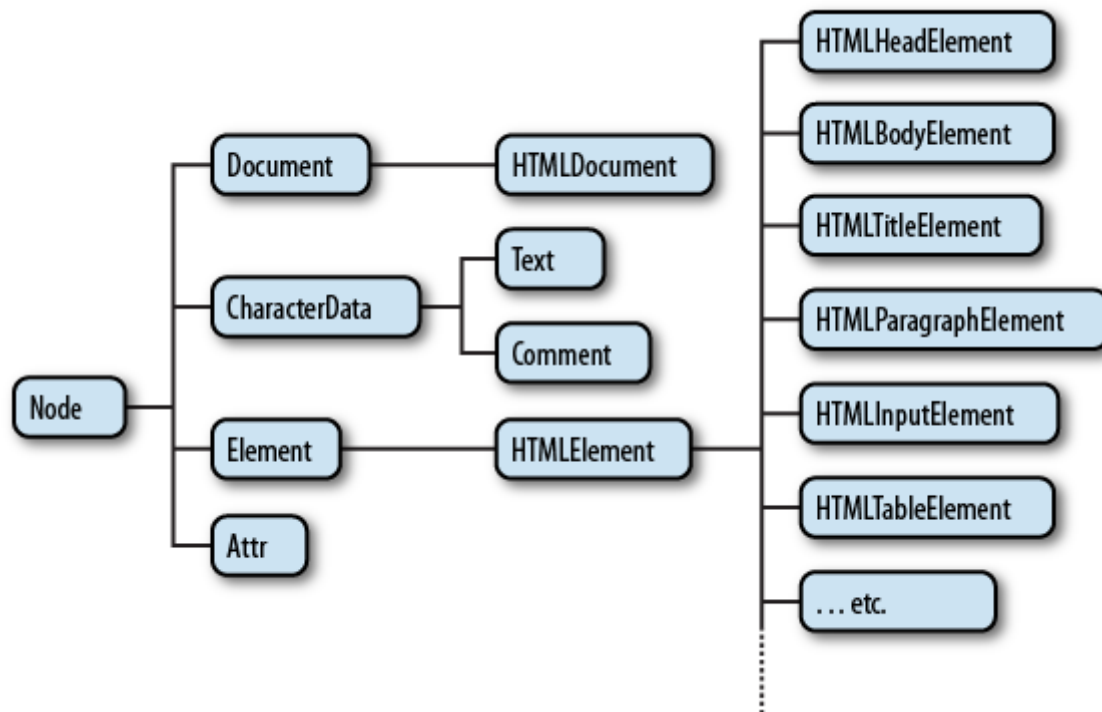 Node
Document
CharacterData
Element
Attr
HTMLDocument
Text
Comment
HTMLElement
HTMLHeadElement
HTMLBodyElement
HTMLTitleElement
HTMLParagraphElement
HTMLInputElement
HTMLTableElement
. . . etc.